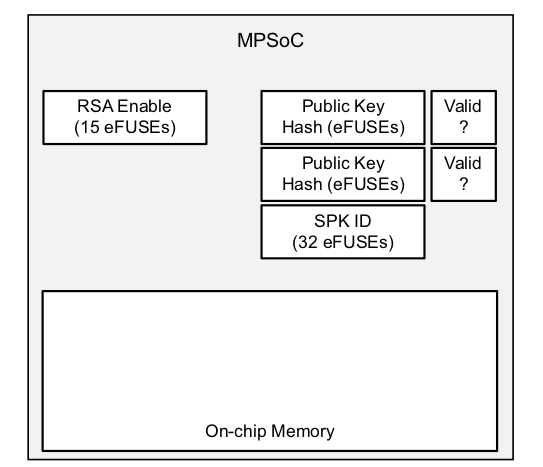 MPSoC
RSA Enable
(15 eFUSEs)
Public Key
Hash (eFUSEs)
Valid
?
Public Key
Hash (eFUSEs)
Valid
?
SPK ID
(32 eFUSEs)
On-chip Memory